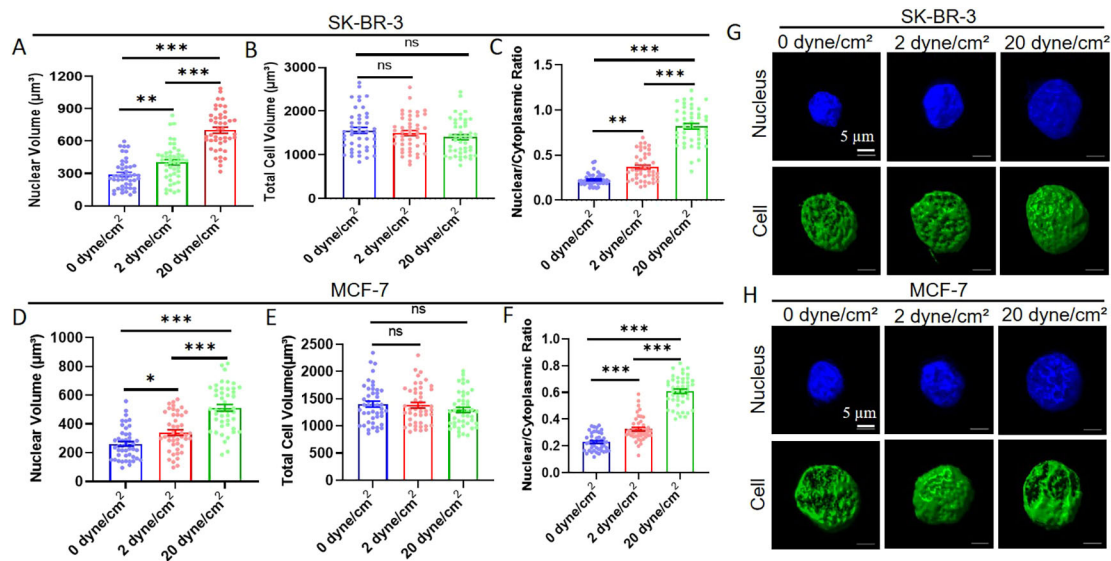 SK-BR-3
A
Nuclear Volume (µm³)
1200
900
600
300
0
***
***
**
0 dyne/cm²
2 dyne/cm²
20 dyne/cm²
B
Total Cell Volume (µm³)
3000
2000
1000
0
ns
ns
0 dyne/cm²
2 dyne/cm²
20 dyne/cm²
C
Nuclear/Cytoplasmic Ratio
1.5
1.0
0.5
0.0
***
***
**
0 dyne/cm²
2 dyne/cm²
20 dyne/cm²
MCF-7
D
Nuclear Volume (µm³)
1000
800
600
400
200
0
***
***
*
0 dyne/cm²
2 dyne/cm²
20 dyne/cm²
E
Total Cell Volume(µm³)
2500
2000
1500
1000
500
0
ns
ns
0 dyne/cm²
2 dyne/cm²
20 dyne/cm²
F
Nuclear/Cytoplasmic Ratio
1.0
0.8
0.6
0.4
0.2
0.0
***
***
***
0 dyne/cm²
2 dyne/cm²
20 dyne/cm²
G
SK-BR-3
0 dyne/cm² 2 dyne/cm² 20 dyne/cm²
Nucleus
5 µm
Cell
H
MCF-7
0 dyne/cm² 2 dyne/cm² 20 dyne/cm²
Nucleus
5 µm
Cell